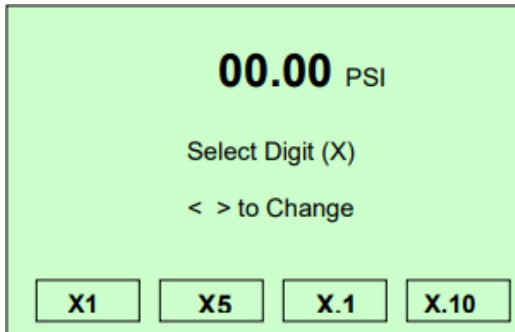 00.00 PSI
Select Digit (X)
< > to Change
X1 X5 X.1 X.10